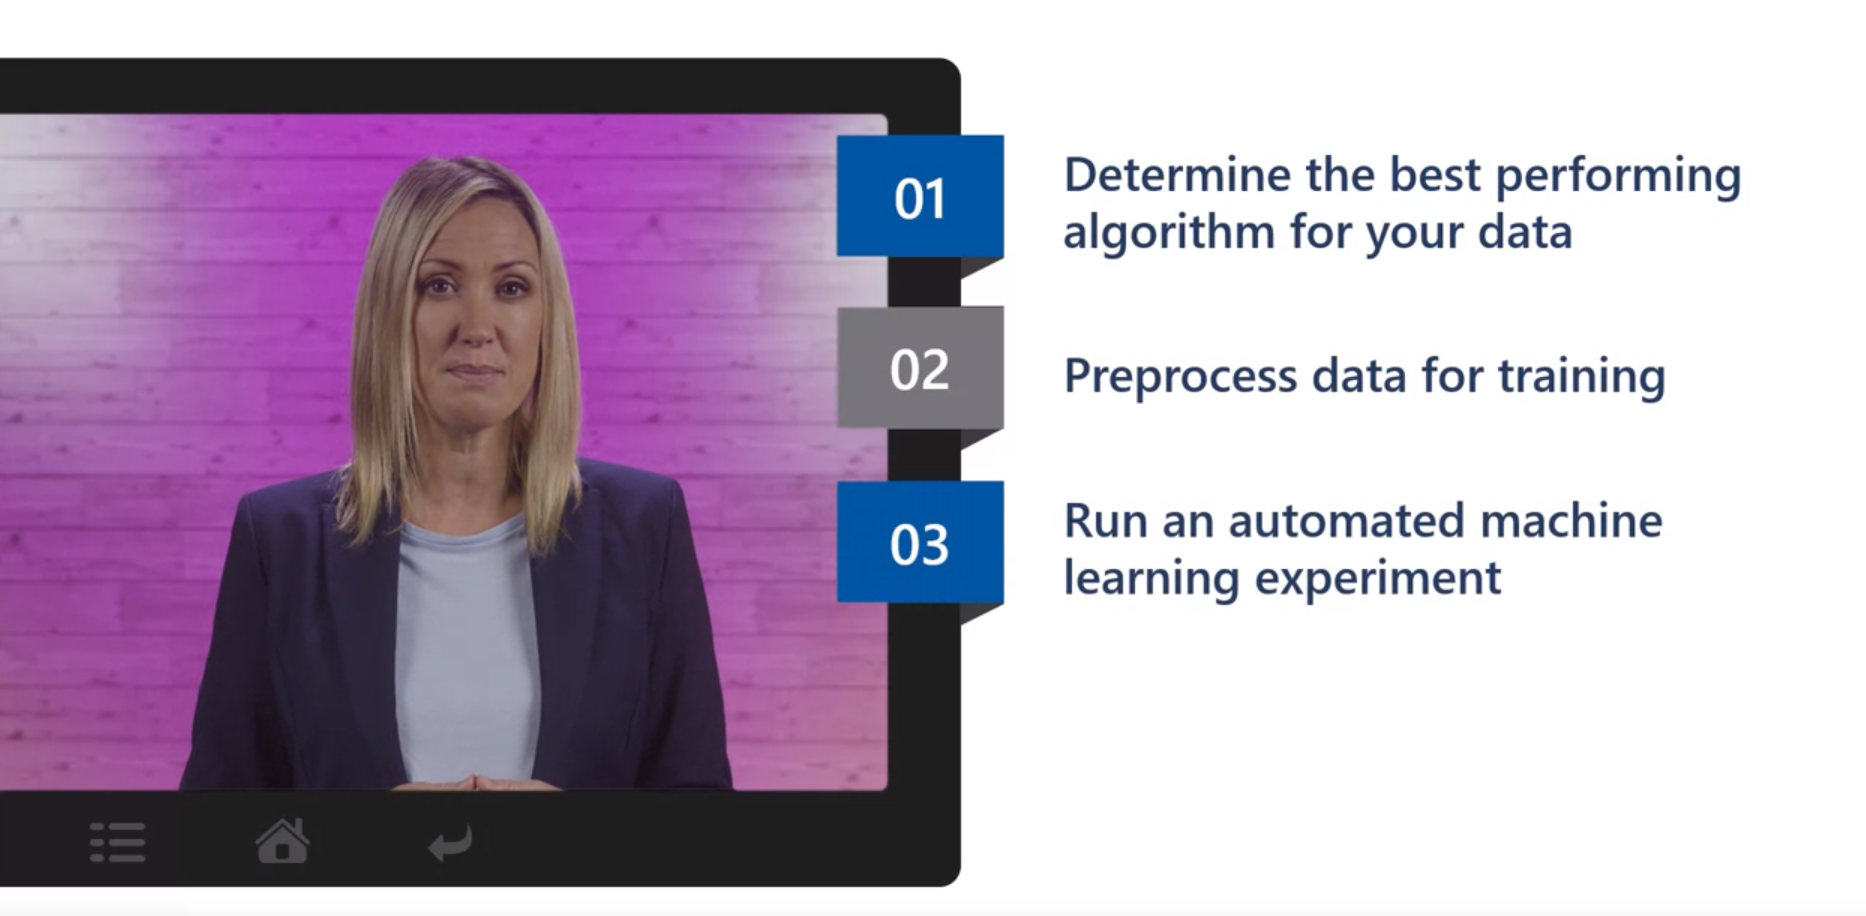 01
Determine the best performing
algorithm for your data
02
Preprocess data for training
03
Run an automated machine
learning experiment